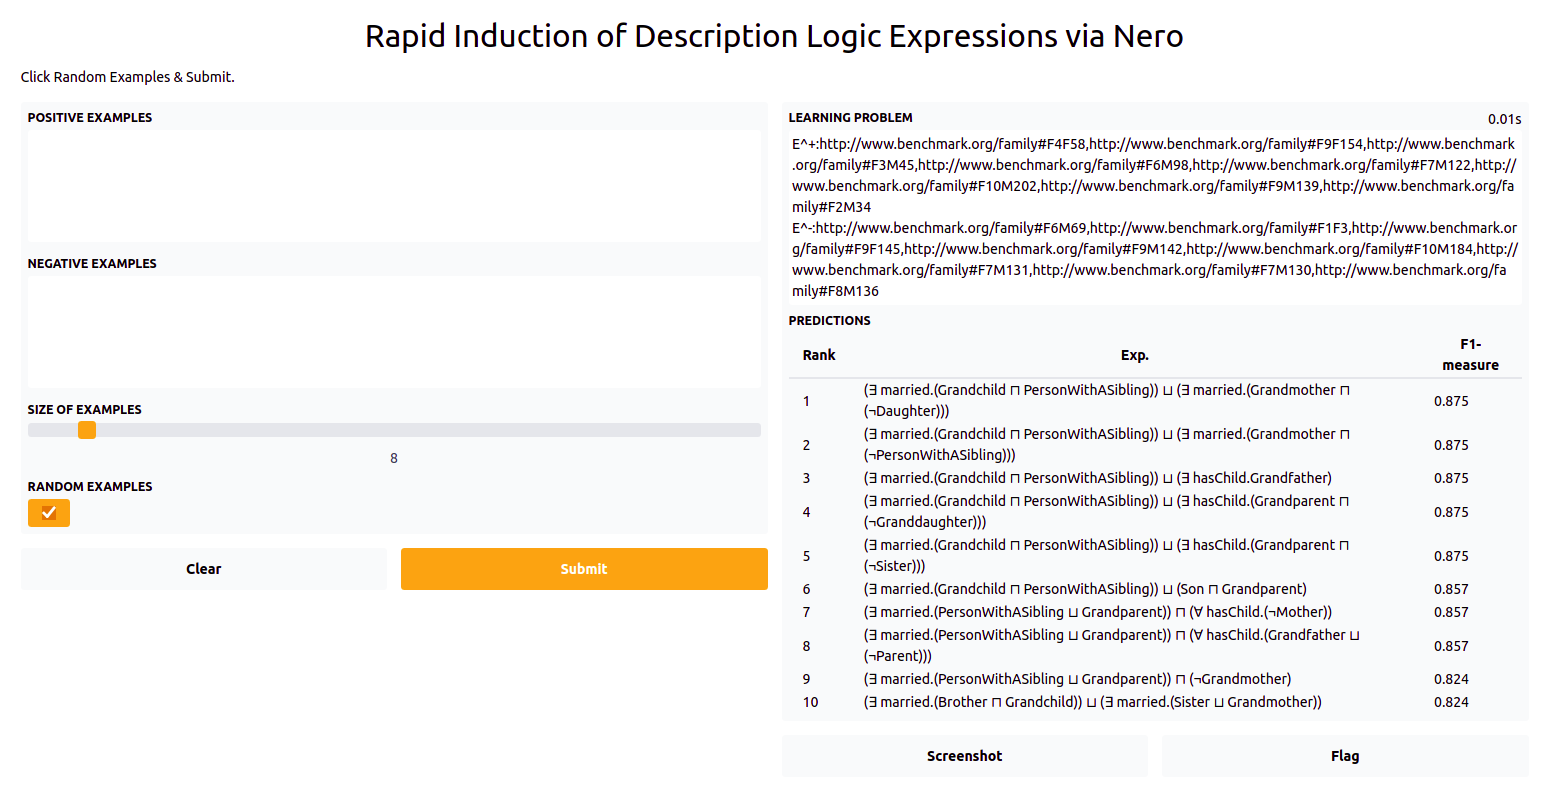 Rapid Induction of Description Logic Expressions via Nero
Click Random Examples & Submit.
POSITIVE EXAMPLES
NEGATIVE EXAMPLES
SIZE OF EXAMPLES
8
RANDOM EXAMPLES
Clear
Submit
LEARNING PROBLEM
0.01s
E^+:http://www.benchmark.org/family#F4F58,http://www.benchmark.org/family#F9F154,http://www.benchmark
.org/family#F3M45,http://www.benchmark.org/family#F6M98,http://www.benchmark.org/family#F7M122,http://
www.benchmark.org/family#F10M202,http://www.benchmark.org/family#F9M139,http://www.benchmark.org/fa
mily#F2M34
E^-:http://www.benchmark.org/family#F6M69,http://www.benchmark.org/family#F1F3,http://www.benchmark.or
g/family#F9F145,http://www.benchmark.org/family#F9M142,http://www.benchmark.org/family#F10M184,http://
www.benchmark.org/family#F7M131,http://www.benchmark.org/family#F7M130,http://www.benchmark.org/fa
mily#F8M136
PREDICTIONS
Rank Exp. F1-
measure
1 (∃ married.(Grandchild ⊓ PersonWithASibling)) ⊔ (∃ married.(Grandmother ⊓
(¬Daughter))) 0.875
2 (∃ married.(Grandchild ⊓ PersonWithASibling)) ⊔ (∃ married.(Grandmother ⊓
(¬PersonWithASibling))) 0.875
3 (∃ married.(Grandchild ⊓ PersonWithASibling)) ⊔ (∃ hasChild.Grandfather) 0.875
4 (∃ married.(Grandchild ⊓ PersonWithASibling)) ⊔ (∃ hasChild.(Grandparent ⊓
(¬Granddaughter))) 0.875
5 (∃ married.(Grandchild ⊓ PersonWithASibling)) ⊔ (∃ hasChild.(Grandparent ⊓
(¬Sister))) 0.875
6 (∃ married.(Grandchild ⊓ PersonWithASibling)) ⊔ (Son ⊓ Grandparent) 0.857
7 (∃ married.(PersonWithASibling ⊔ Grandparent)) ⊓ (∀ hasChild.(¬Mother)) 0.857
8 (∃ married.(PersonWithASibling ⊔ Grandparent)) ⊓ (∀ hasChild.(Grandfather ⊔
(¬Parent))) 0.857
9 (∃ married.(PersonWithASibling ⊔ Grandparent)) ⊓ (¬Grandmother) 0.824
10 (∃ married.(Brother ⊓ Grandchild)) ⊔ (∃ married.(Sister ⊔ Grandmother)) 0.824
Screenshot
Flag